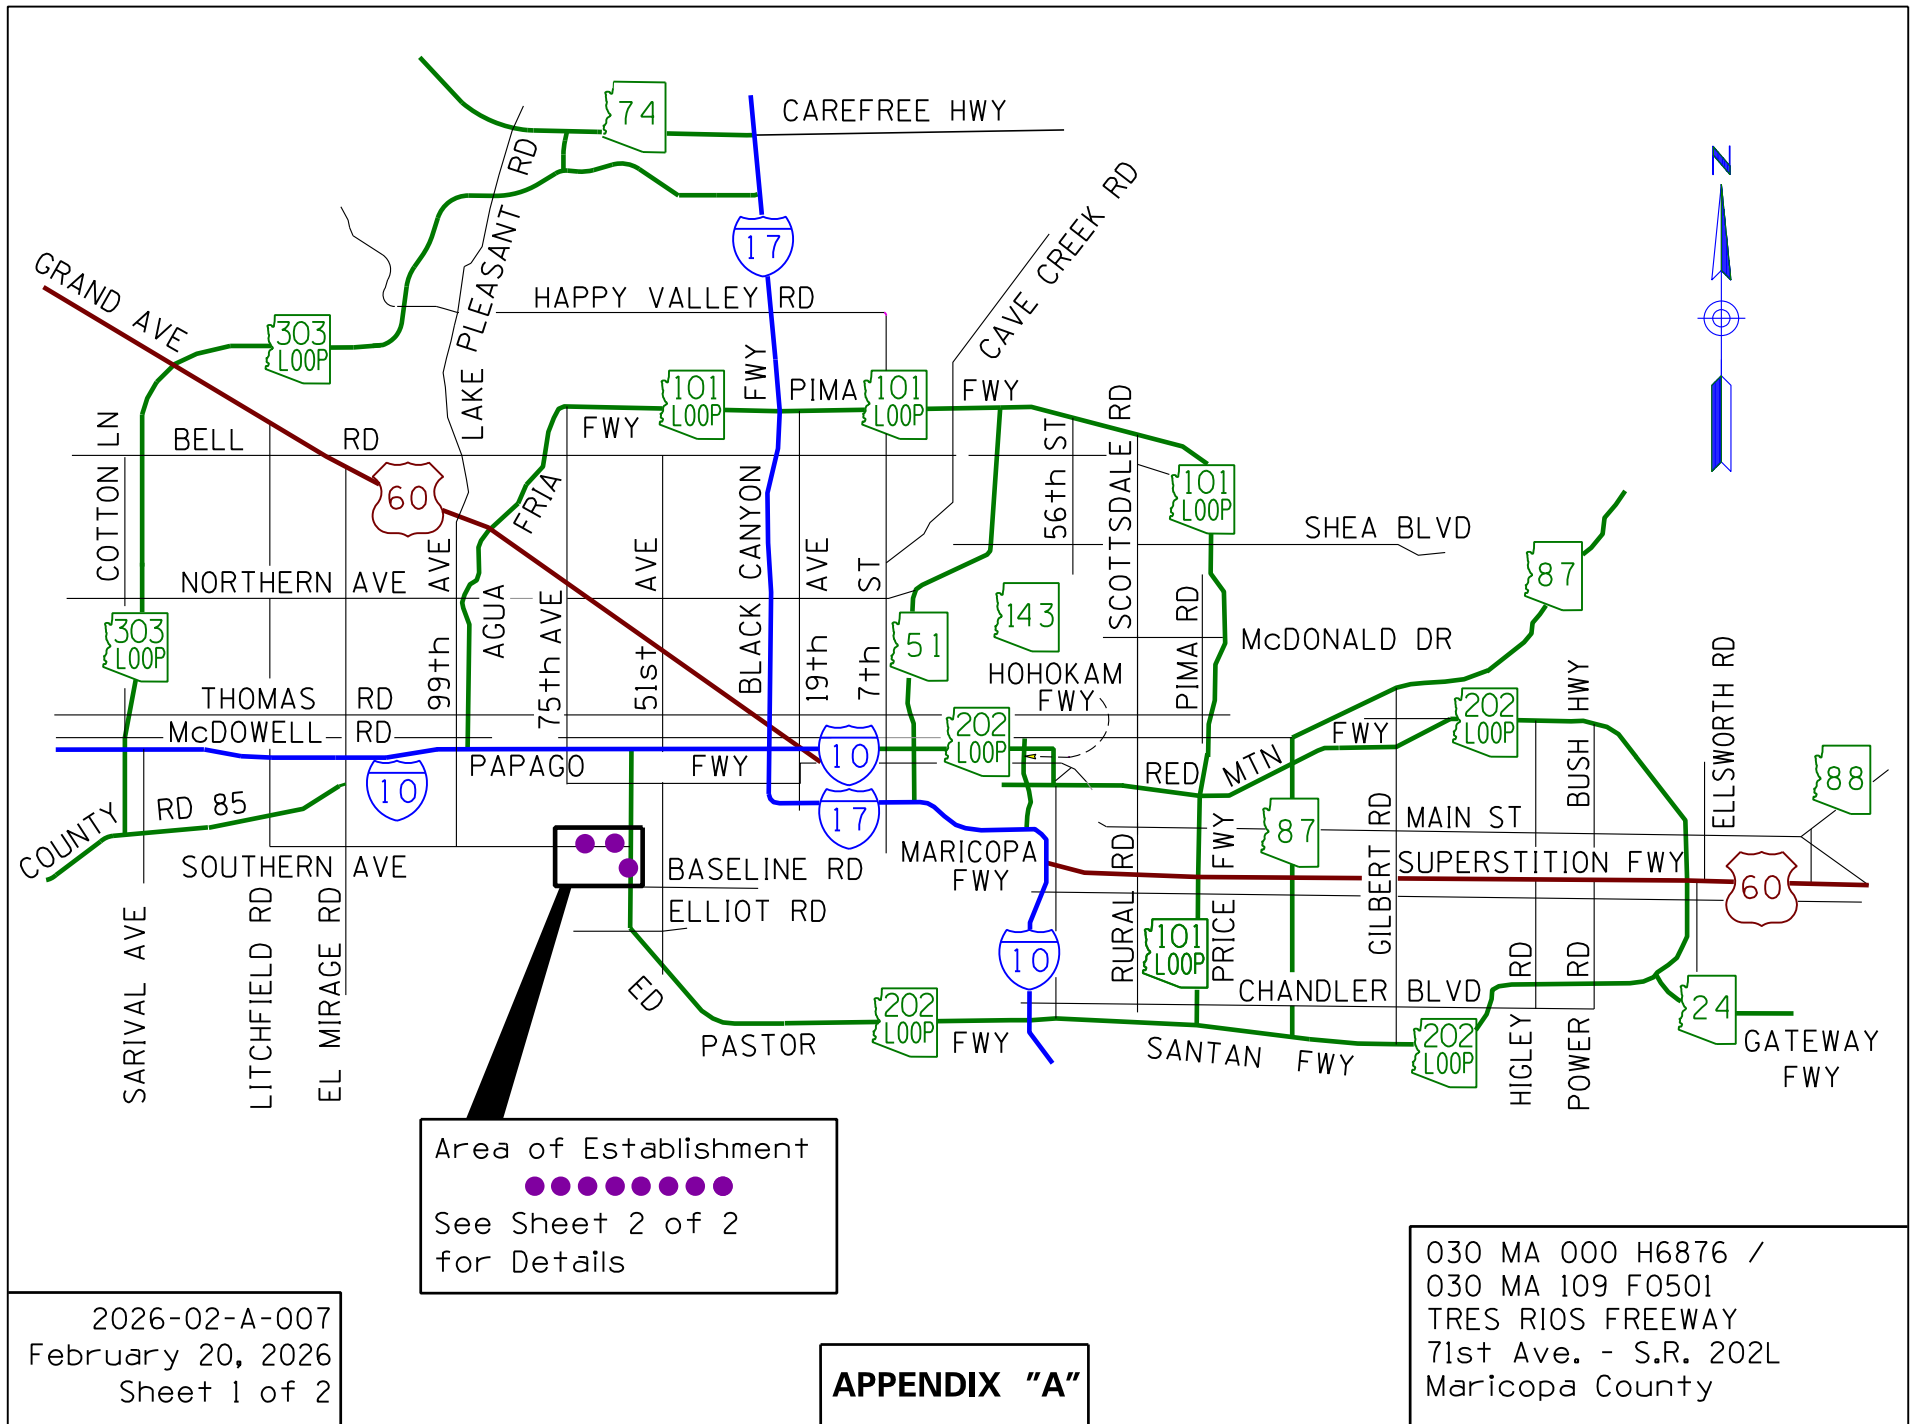 74
CAREFREE HWY
N
LAKE PLEASANT RD
17
CAVE CREEK RD
GRAND AVE
HAPPY VALLEY RD
303
LOOP
101
LOOP
BLACK CANYON FWY
PIMA
101
LOOP
FWY
FWY
COTTON LN
BELL RD
60
AGUA FRIA
56th ST
SCOTTSDALE RD
101
LOOP
SHEA BLVD
87
NORTHERN AVE
99th AVE
75th AVE
51st AVE
19th AVE
7th ST
143
PIMA RD
McDONALD DR
303
LOOP
51
HOHOKAM
FWY
BUSH HWY
ELLSWORTH RD
THOMAS RD
202
LOOP
202
LOOP
McDOWELL RD
FWY
PAPAGO FWY
10
RED MTN
88
10
COUNTY RD 85
17
87
GILBERT RD
MAIN ST
SOUTHERN AVE
BASELINE RD
MARICOPA
FWY
RURAL RD
PRICE FWY
SUPERSTITION FWY
60
ELLIOT RD
SARIVAL AVE
LITCHFIELD RD
EL MIRAGE RD
10
101
LOOP
HIGLEY RD
POWER RD
ED
PASTOR
202
LOOP
FWY
CHANDLER BLVD
24
SANTAN FWY
202
LOOP
GATEWAY
FWY
Area of Establishment
See Sheet 2 of 2
for Details
2026-02-A-007
February 20, 2026
Sheet 1 of 2
APPENDIX "A"
030 MA 000 H6876 /
030 MA 109 F0501
TRES RIOS FREEWAY
71st Ave. - S.R. 202L
Maricopa County